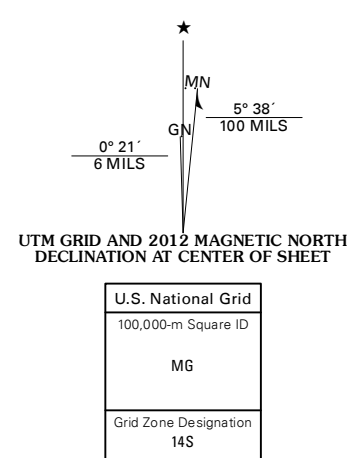 ★
MN
5° 38´
100 MILS
GN
0° 21´
6 MILS
UTM GRID AND 2012 MAGNETIC NORTH
DECLINATION AT CENTER OF SHEET
U.S. National Grid
100,000-m Square ID
MG
Grid Zone Designation
14S